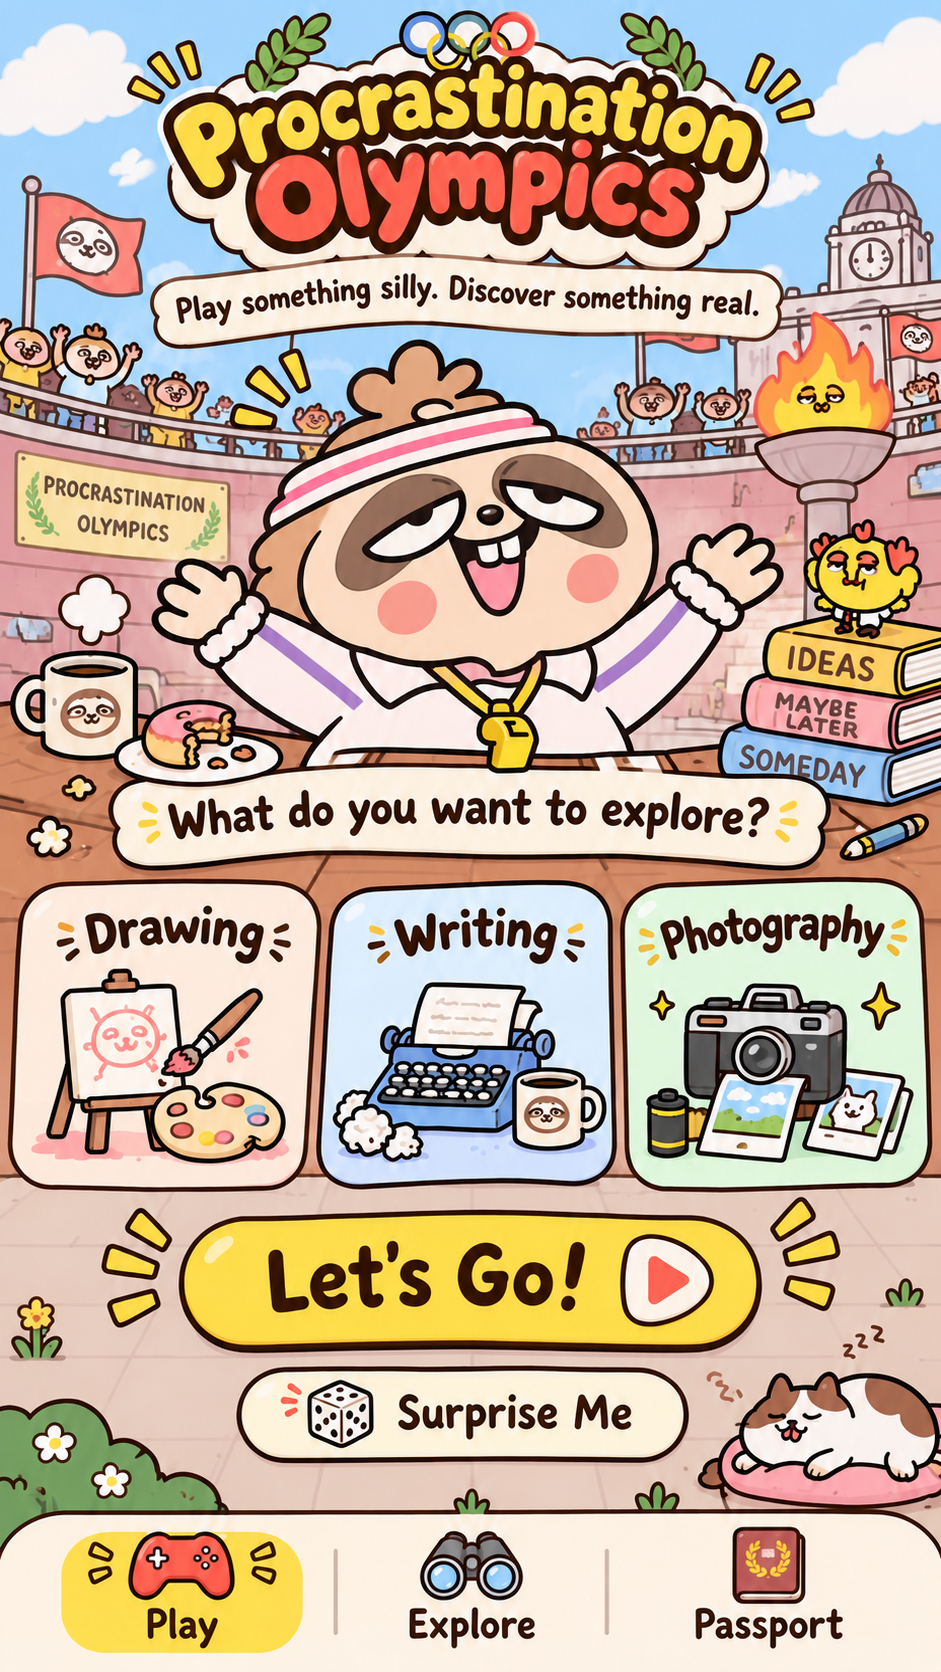 Procrastination
Olympics
Play something silly. Discover something real.
PROCRASTINATION
OLYMPICS
IDEAS
MAYBE
LATER
SOMEDAY
What do you want to explore?
Drawing
Writing
Photography
Let's Go!
Surprise Me
z z z
Play
Explore
Passport